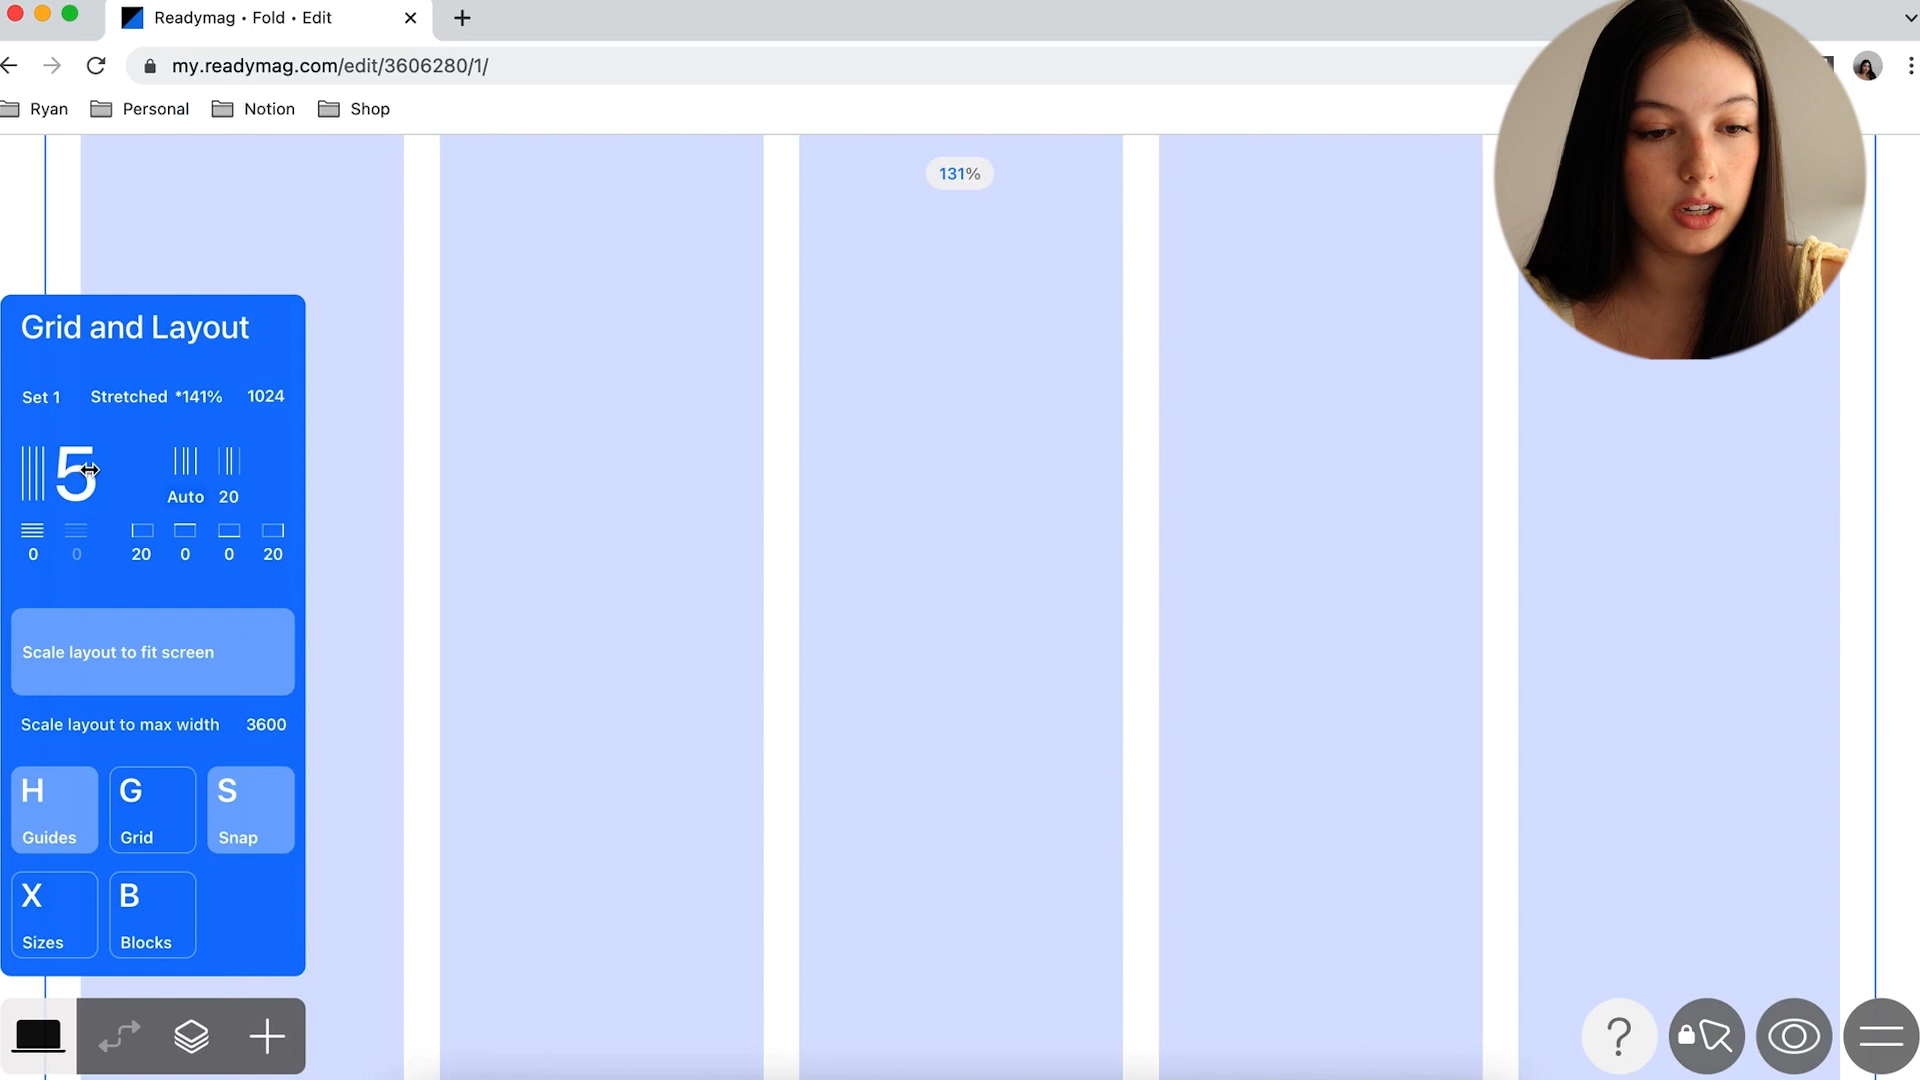 Readymag • Fold • Edit
my.readymag.com/edit/3606280/1/
Ryan Personal Notion Shop
131%
Grid and Layout
Set 1 Stretched *141% 1024
5
Auto 20
0 0 20 0 0 20
Scale layout to fit screen
Scale layout to max width 3600
H G S
Guides Grid Snap
X B
Sizes Blocks
?